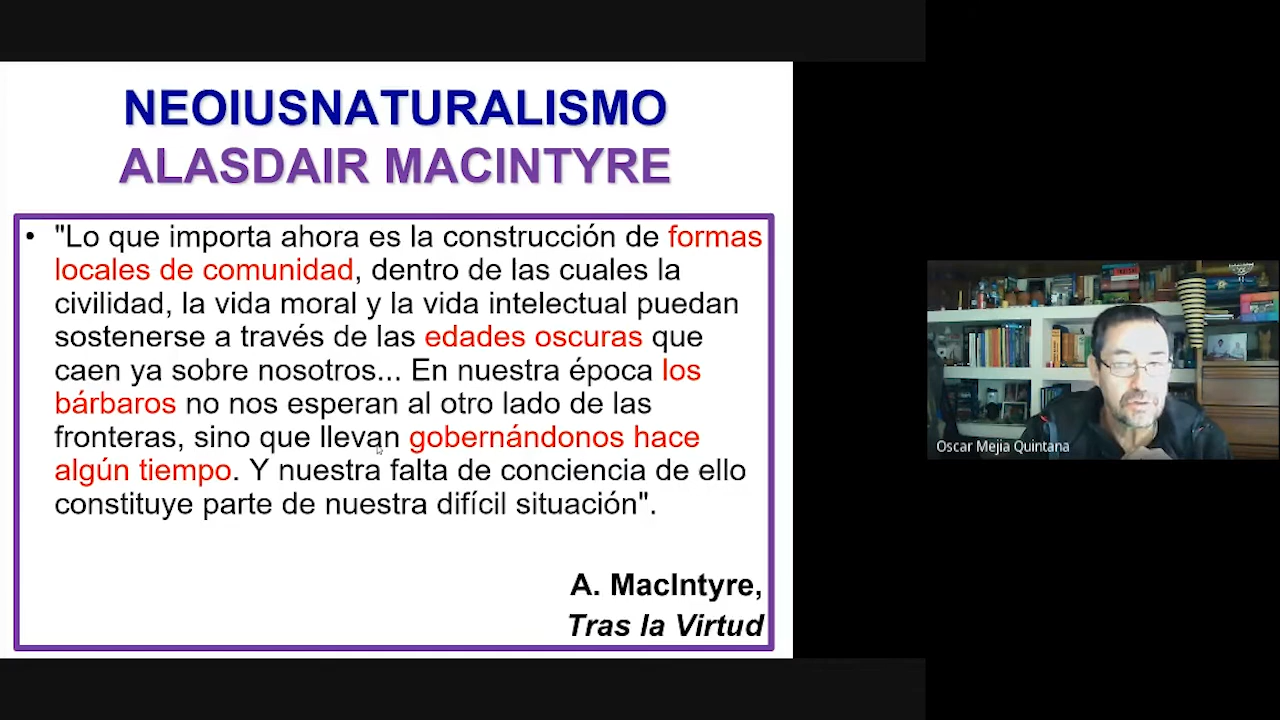 NEOIUSNATURALISMO
ALASDAIR MACINTYRE
• "Lo que importa ahora es la construcción de formas
locales de comunidad, dentro de las cuales la
civilidad, la vida moral y la vida intelectual puedan
sostenerse a través de las edades oscuras que
caen ya sobre nosotros... En nuestra época los
bárbaros no nos esperan al otro lado de las
fronteras, sino que llevan gobernándonos hace
algún tiempo. Y nuestra falta de conciencia de ello
constituye parte de nuestra difícil situación".
A. MacIntyre,
Tras la Virtud
Oscar Mejia Quintana